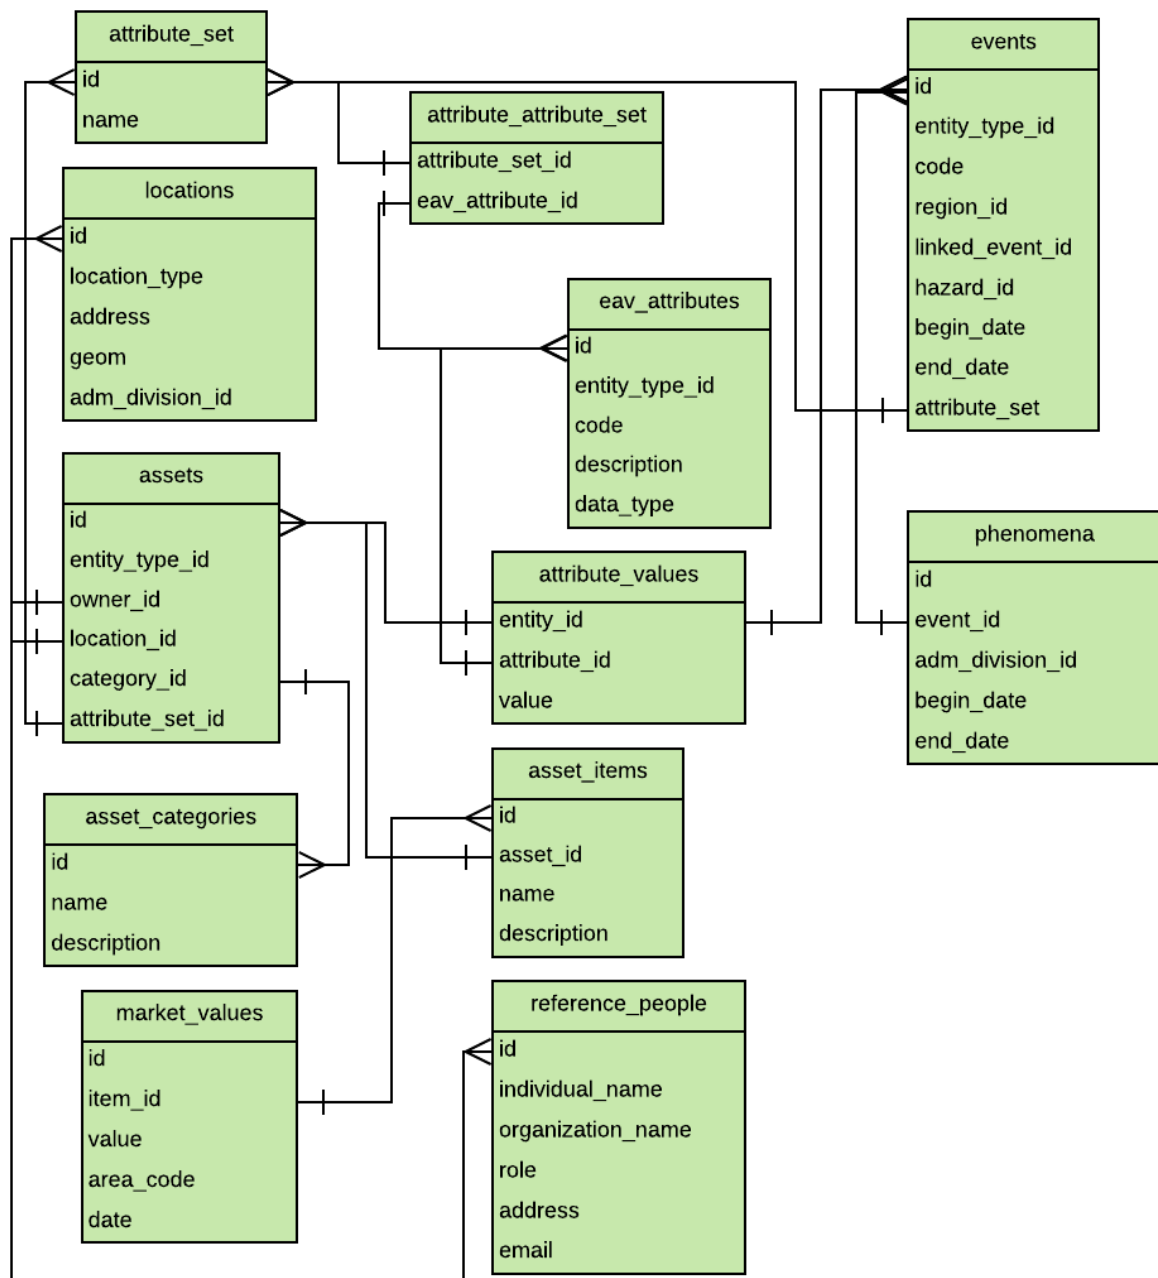 attribute_set
id
name
events
id
entity_type_id
code
region_id
linked_event_id
hazard_id
begin_date
end_date
attribute_set
attribute_attribute_set
attribute_set_id
eav_attribute_id
locations
id
location_type
address
geom
adm_division_id
eav_attributes
id
entity_type_id
code
description
data_type
assets
id
entity_type_id
owner_id
location_id
category_id
attribute_set_id
phenomena
id
event_id
adm_division_id
begin_date
end_date
attribute_values
entity_id
attribute_id
value
asset_items
id
asset_id
name
description
asset_categories
id
name
description
reference_people
id
individual_name
organization_name
role
address
email
market_values
id
item_id
value
area_code
date